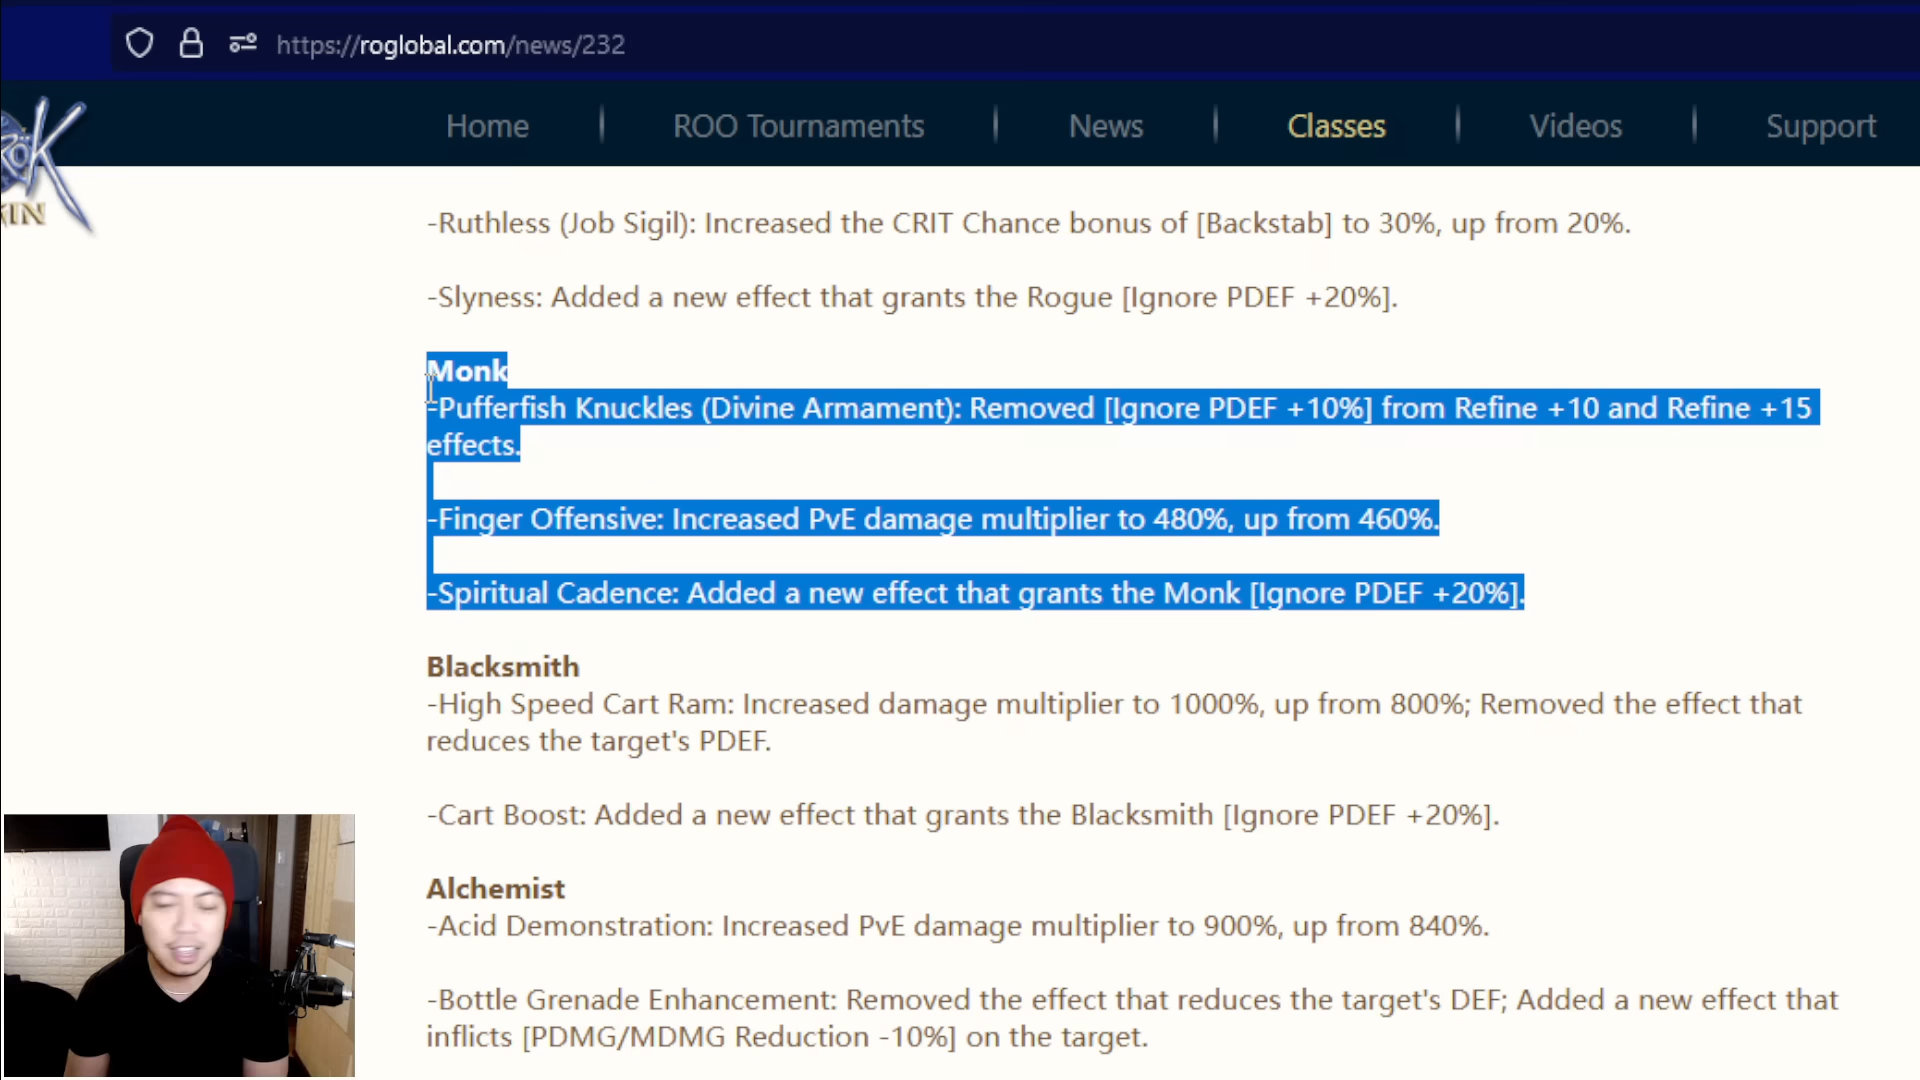 https://roglobal.com/news/232
Home
ROO Tournaments
News
Classes
Videos
Support
-Ruthless (Job Sigil): Increased the CRIT Chance bonus of [Backstab] to 30%, up from 20%.
-Slyness: Added a new effect that grants the Rogue [Ignore PDEF +20%].
Monk
-Pufferfish Knuckles (Divine Armament): Removed [Ignore PDEF +10%] from Refine +10 and Refine +15
effects.
-Finger Offensive: Increased PvE damage multiplier to 480%, up from 460%.
-Spiritual Cadence: Added a new effect that grants the Monk [Ignore PDEF +20%].
Blacksmith
-High Speed Cart Ram: Increased damage multiplier to 1000%, up from 800%; Removed the effect that
reduces the target's PDEF.
-Cart Boost: Added a new effect that grants the Blacksmith [Ignore PDEF +20%].
Alchemist
-Acid Demonstration: Increased PvE damage multiplier to 900%, up from 840%.
-Bottle Grenade Enhancement: Removed the effect that reduces the target's DEF; Added a new effect that
inflicts [PDMG/MDMG Reduction -10%] on the target.